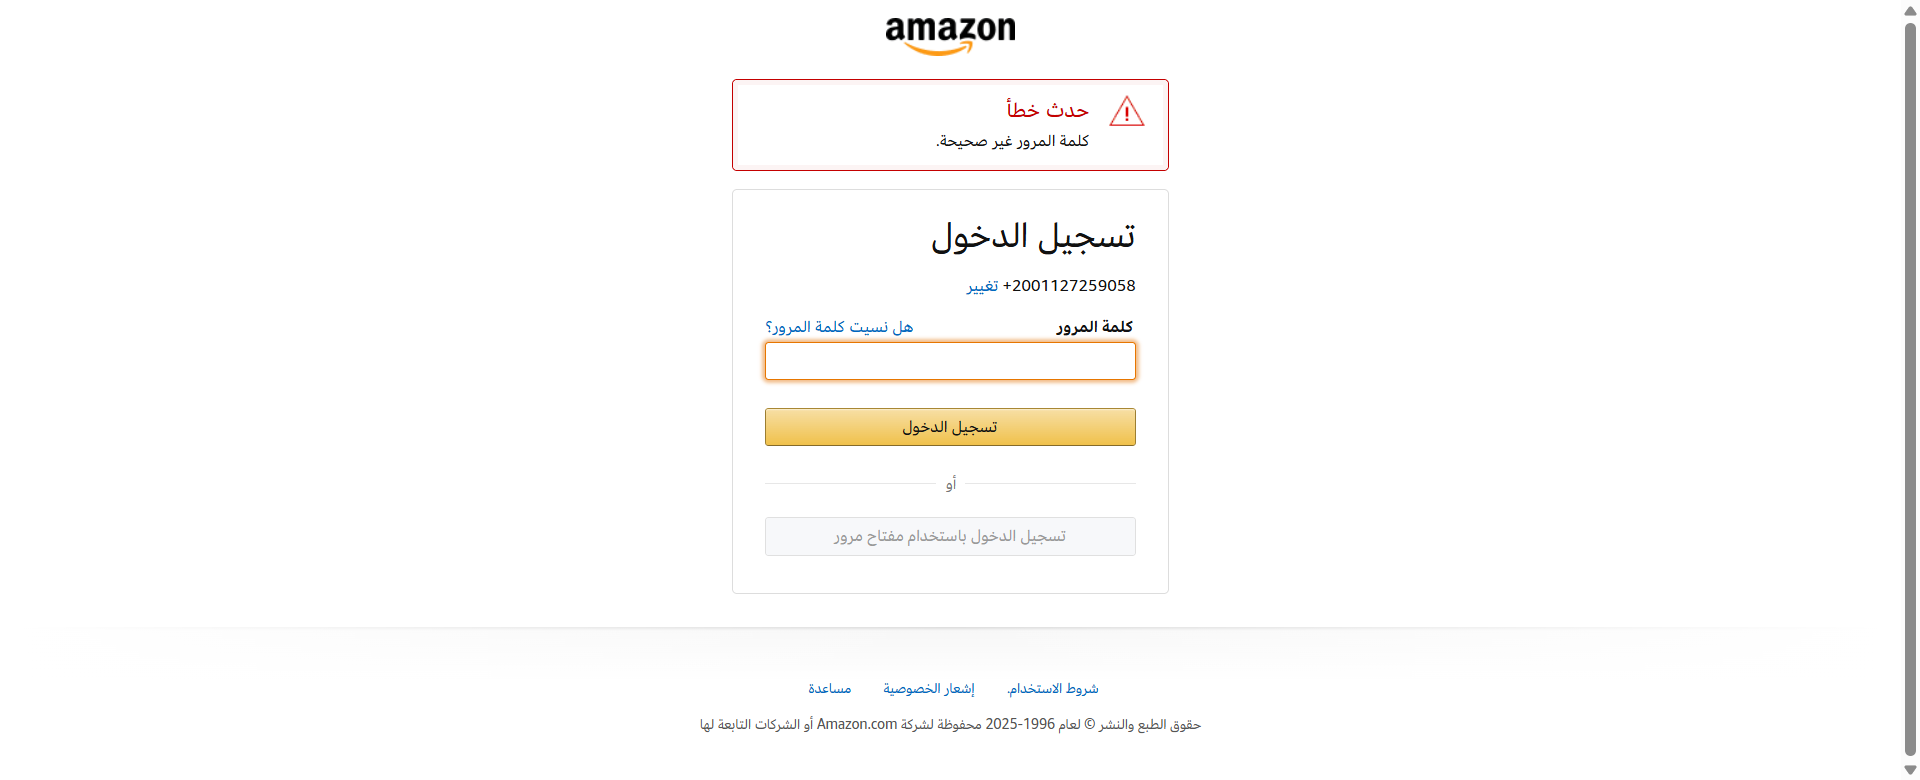 amazon
حدث خطأ
كلمة المرور غير صحيحة.
تسجيل الدخول
+2001127259058 تغيير
كلمة المرور هل نسيت كلمة المرور؟
تسجيل الدخول
أو
تسجيل الدخول باستخدام مفتاح مرور
شروط الاستخدام. إشعار الخصوصية مساعدة
حقوق الطبع والنشر © لعام 1996-2025 محفوظة لشركة Amazon.com أو الشركات التابعة لها